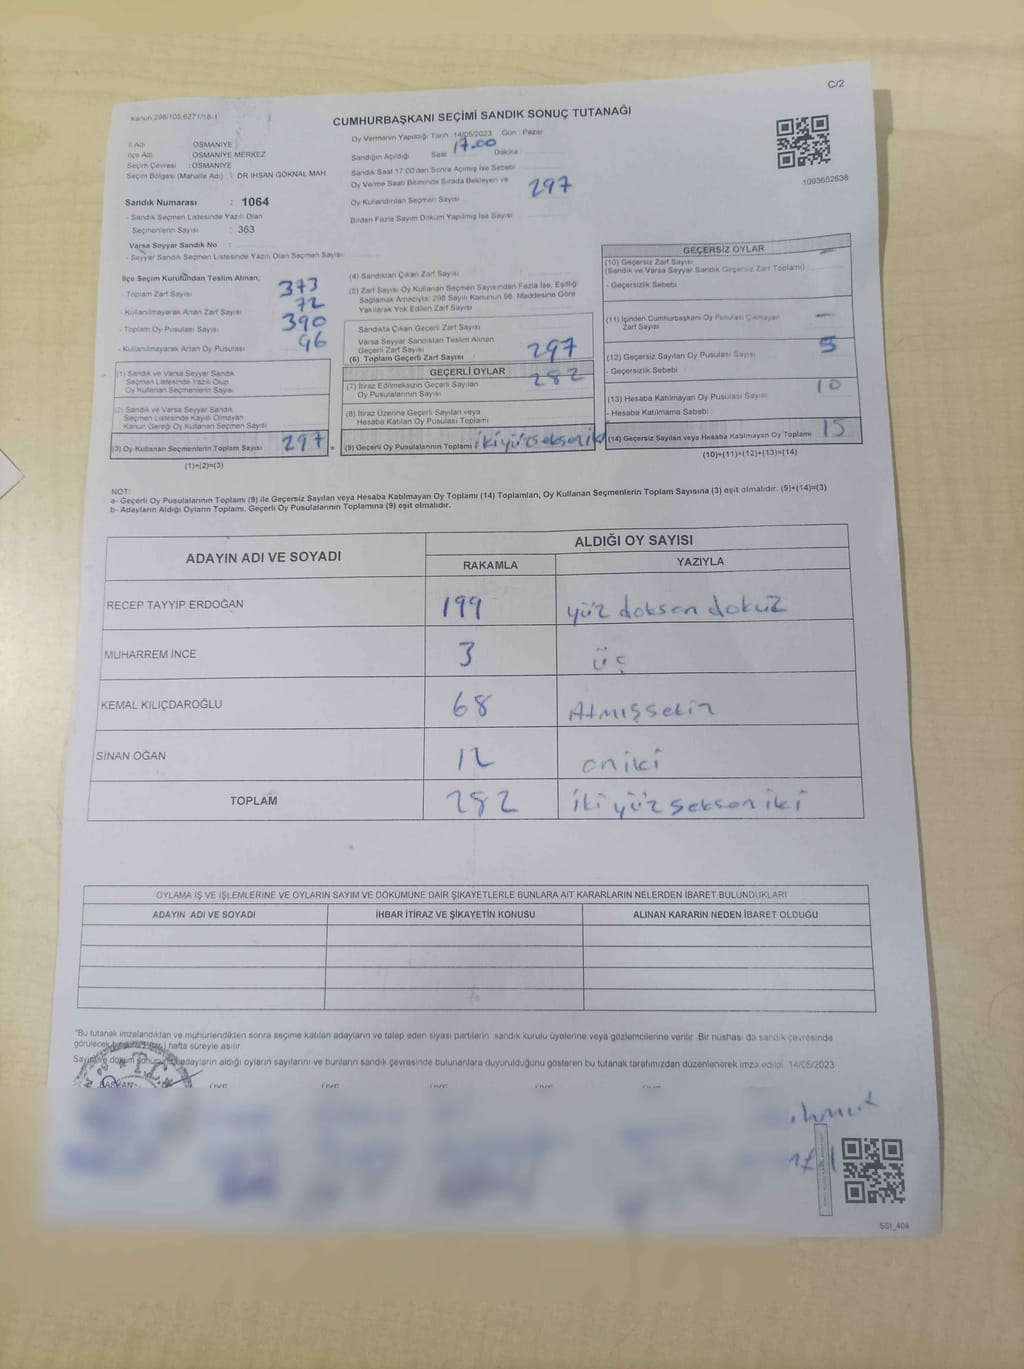 C/2
Kanun 298/105,6271/18-1
CUMHURBAŞKANI SEÇİMİ SANDIK SONUÇ TUTANAĞI
Oy Vermenin Yapıldığı Tarih 14/05/2023 Gün : Pazar
İl Adı OSMANİYE
İlçe Adı OSMANİYE MERKEZ
Seçim Çevresi : OSMANİYE
Seçim Bölgesi (Mahalle Adı) : DR İHSAN GÖKNAL MAH
Sandığın Açıldığı Saat 17.00 Dakika
Sandık Saat 17:00'dan Sonra Açılmış İse Sebebi
Oy Verme Saati Bitiminde Sırada Bekleyen ve
Oy Kullandırılan Seçmen Sayısı 297
Birden Fazla Sayım Döküm Yapılmış İse Sayısı
1093652638
Sandık Numarası : 1064
- Sandık Seçmen Listesinde Yazılı Olan
Seçmenlerin Sayısı : 363
Varsa Seyyar Sandık No :
- Seyyar Sandık Seçmen Listesinde Yazılı Olan Seçmen Sayısı
İlçe Seçim Kurulundan Teslim Alınan;
- Toplam Zarf Sayısı 373
- Kullanılmayarak Artan Zarf Sayısı 72
- Toplam Oy Pusulası Sayısı 390
- Kullanılmayarak Artan Oy Pusulası 96
(1) Sandık ve Varsa Seyyar Sandık
Seçmen Listesinde Yazılı Olup
Oy Kullanan Seçmenlerin Sayısı
(2) Sandık ve Varsa Seyyar Sandık
Seçmen Listesinde Kayıtlı Olmayan
Kanun Gereği Oy Kullanan Seçmen Sayısı
(3) Oy Kullanan Seçmenlerin Toplam Sayısı 297 =
(1)+(2)=(3)
(4) Sandıktan Çıkan Zarf Sayısı
(5) Zarf Sayısı Oy Kullanan Seçmen Sayısından Fazla İse, Eşitliği
Sağlamak Amacıyla, 298 Sayılı Kanunun 98. Maddesine Göre
Yakılarak Yok Edilen Zarf Sayısı
Sandıkta Çıkan Geçerli Zarf Sayısı
Varsa Seyyar Sandıktan Teslim Alınan
Geçerli Zarf Sayısı
(6) Toplam Geçerli Zarf Sayısı 297
GEÇERLİ OYLAR
(7) İtiraz Edilmeksizin Geçerli Sayılan
Oy Pusulalarının Sayısı 282
(8) İtiraz Üzerine Geçerli Sayılan veya
Hesaba Katılan Oy Pusulası Toplamı
(9) Geçerli Oy Pusulalarının Toplamı ikiyüzseksenik
GEÇERSİZ OYLAR
(10) Geçersiz Zarf Sayısı –
(Sandık ve Varsa Seyyar Sandık Geçersiz Zarf Toplamı)
- Geçersizlik Sebebi
(11) İçinden Cumhurbaşkanı Oy Pusulası Çıkmayan –
Zarf Sayısı
(12) Geçersiz Sayılan Oy Pusulası Sayısı 5
- Geçersizlik Sebebi :
(13) Hesaba Katılmayan Oy Pusulası Sayısı 10
- Hesaba Katılmama Sebebi
(14) Geçersiz Sayılan veya Hesaba Katılmayan Oy Toplamı 15
(10)+(11)+(12)+(13)=(14)
NOT:
a- Geçerli Oy Pusulalarının Toplamı (9) ile Geçersiz Sayılan veya Hesaba Katılmayan Oy Toplamı (14) Toplamları, Oy Kullanan Seçmenlerin Toplam Sayısına (3) eşit olmalıdır. (9)+(14)=(3)
b- Adayların Aldığı Oyların Toplamı, Geçerli Oy Pusulalarının Toplamına (9) eşit olmalıdır.
ADAYIN ADI VE SOYADI ALDIĞI OY SAYISI
RAKAMLA YAZIYLA
RECEP TAYYİP ERDOĞAN 199 yüz doksan dokuz
MUHARREM İNCE 3 üç
KEMAL KILIÇDAROĞLU 68 Atmışsekiz
SİNAN OĞAN 12 oniki
TOPLAM 282 ikiyüz seksen iki
OYLAMA İŞ VE İŞLEMLERİNE VE OYLARIN SAYIM VE DÖKÜMÜNE DAİR ŞİKAYETLERLE BUNLARA AİT KARARLARIN NELERDEN İBARET BULUNDUKLARI
ADAYIN ADI VE SOYADI İHBAR İTİRAZ VE ŞİKAYETİN KONUSU ALINAN KARARIN NEDEN İBARET OLDUĞU
*Bu tutanak imzalandıktan ve mühürlendikten sonra seçime katılan adayların ve talep eden siyasi partilerin sandık kurulu üyelerine veya gözlemcilerine verilir. Bir nüshası da sandık çevresinde
görülecek hafta süreyle asılır.
Sayım ve döküm adayların aldığı oyların sayılarını ve bunların sandık çevresinde bulunanlara duyurulduğunu gösteren bu tutanak tarafımızdan düzenlenerek imza edildi. 14/05/2023
T.C.
BAŞKAN ÜYE ÜYE ÜYE ÜYE ÜYE
SSI_404